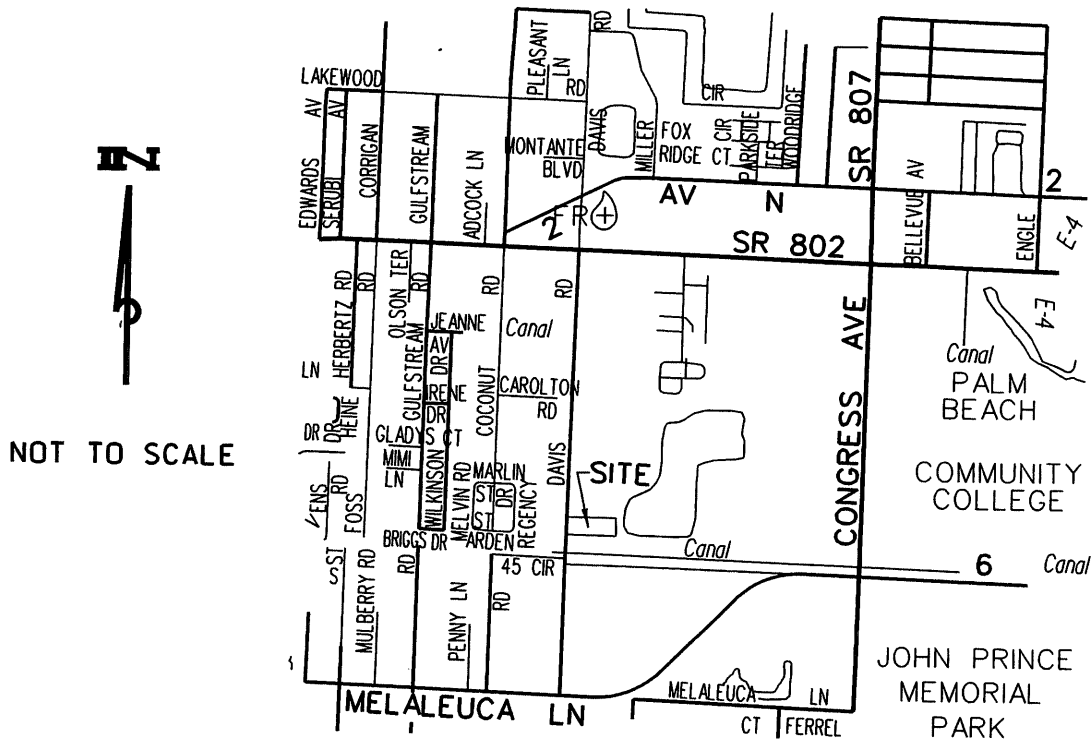 N
NOT TO SCALE
LAKEWOOD
EDWARDS AV
SERUBI AV
CORRIGAN
RD
GULFSTREAM
RD
ADCOCK LN
PLEASANT
LN
RD
MONTANTE
BLVD
DAVIS
RD
MILLER
FOX
RIDGE CT
CIR
CIR
PARKSIDE
TER
WOODRIDGE
SR 807
2
AV N
2
FR
SR 802
BELLEVUE AV
ENGLE
E-4
E-4
HERBERTZ RD
LN
OLSON TER
JEANNE
AV
DR
IRENE
DR
GULFSTREAM
GLADYS CT
MIMI
LN
WILKINSON
HEINE
DR
DR
ENS
RD
FOSS
COCONUT
RD
Canal
CAROLTON
RD
DAVIS
RD
MELVIN RD
MARLIN
ST
DR
ST
REGENCY
BRIGGS DR
ARDEN
45 CIR
SITE
CONGRESS AVE
Canal
PALM
BEACH
COMMUNITY
COLLEGE
Canal
6
Canal
ST
S
MULBERRY RD
RD
PENNY LN
RD
MELALEUCA LN
MELALEUCA LN
CT
FERREL
JOHN PRINCE
MEMORIAL
PARK